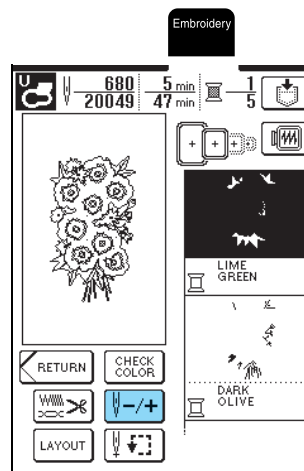 Embroidery
U
680
20049
5 min
47 min
1
5
LIME
GREEN
RETURN
CHECK
COLOR
-/+
DARK
OLIVE
LAYOUT